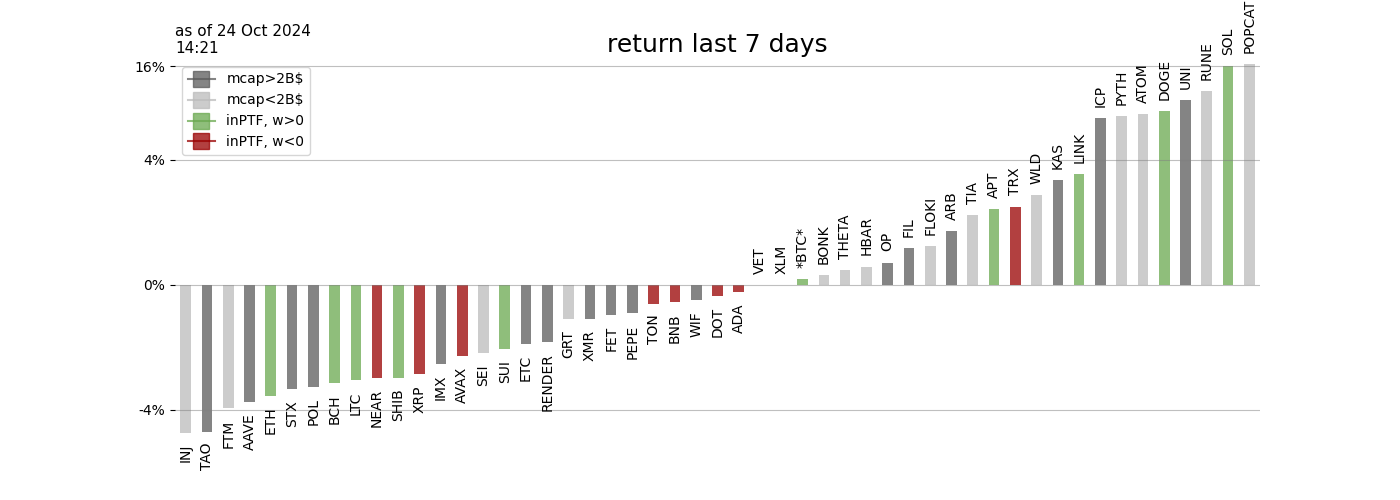 as of 24 Oct 2024
14:21
return last 7 days
16%
4%
0%
-4%
mcap>2B$
mcap<2B$
inPTF, w>0
inPTF, w<0
INJ
TAO
FTM
AAVE
ETH
STX
POL
BCH
LTC
NEAR
SHIB
XRP
IMX
AVAX
SEI
SUI
ETC
RENDER
GRT
XMR
FET
PEPE
TON
BNB
WIF
DOT
ADA
VET
XLM
*BTC*
BONK
THETA
HBAR
OP
FIL
FLOKI
ARB
TIA
APT
TRX
WLD
KAS
LINK
ICP
PYTH
ATOM
DOGE
UNI
RUNE
SOL
POPCAT